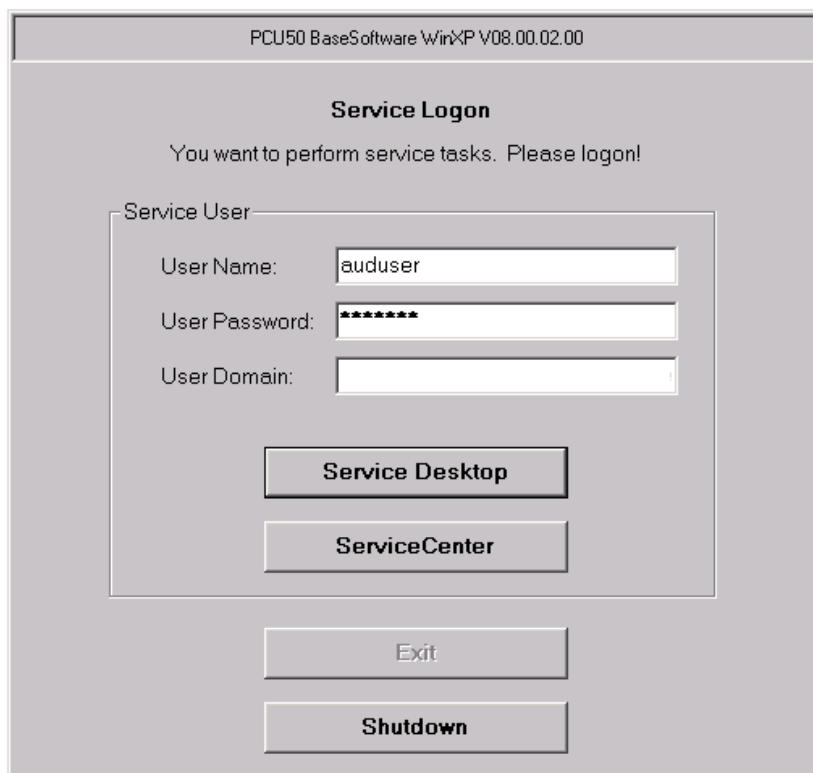 PCU50 BaseSoftware WinXP V08.00.02.00
Service Logon
You want to perform service tasks. Please logon!
Service User
User Name: auduser
User Password: *******
User Domain:
Service Desktop
ServiceCenter
Exit
Shutdown